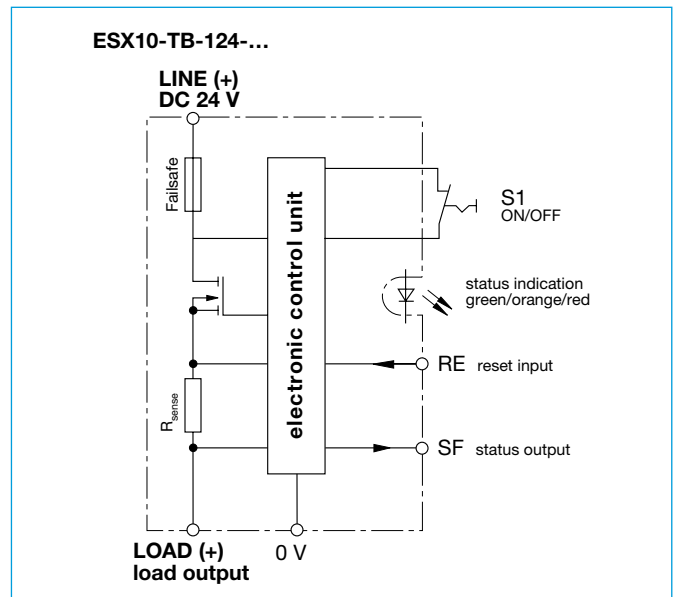 ESX10-TB-124-...
LINE (+)
DC 24 V
Failsafe
electronic control unit
S1
ON/OFF
status indication
green/orange/red
RE reset input
Rsense
SF status output
LOAD (+)
load output
0 V